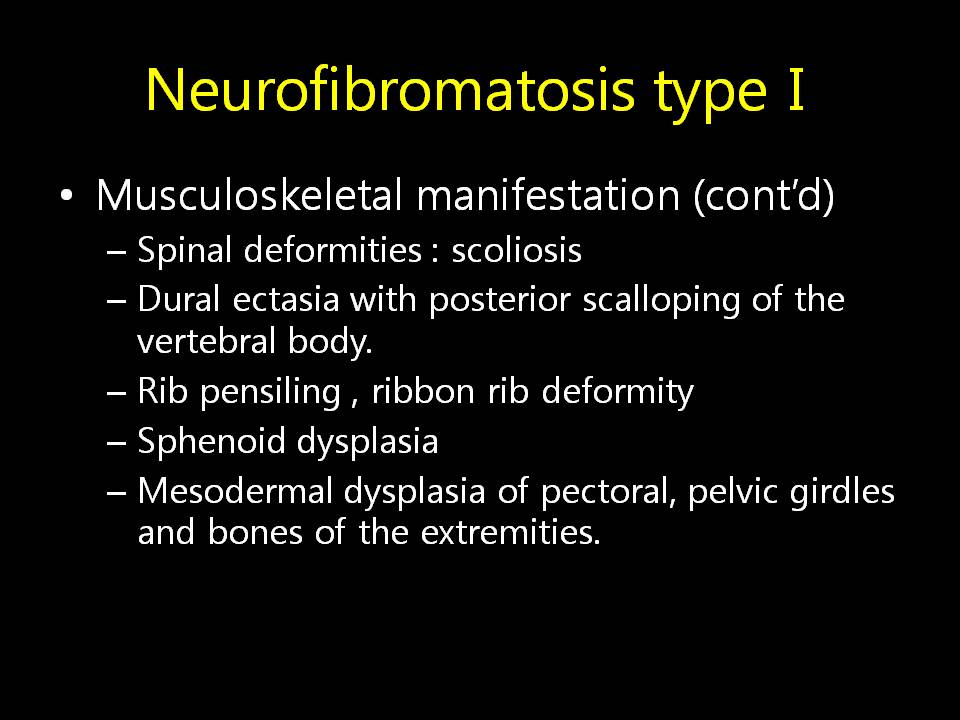 Neurofibromatosis type I
• Musculoskeletal manifestation (cont'd)
– Spinal deformities : scoliosis
– Dural ectasia with posterior scalloping of the
vertebral body.
– Rib pensiling , ribbon rib deformity
– Sphenoid dysplasia
– Mesodermal dysplasia of pectoral, pelvic girdles
and bones of the extremities.